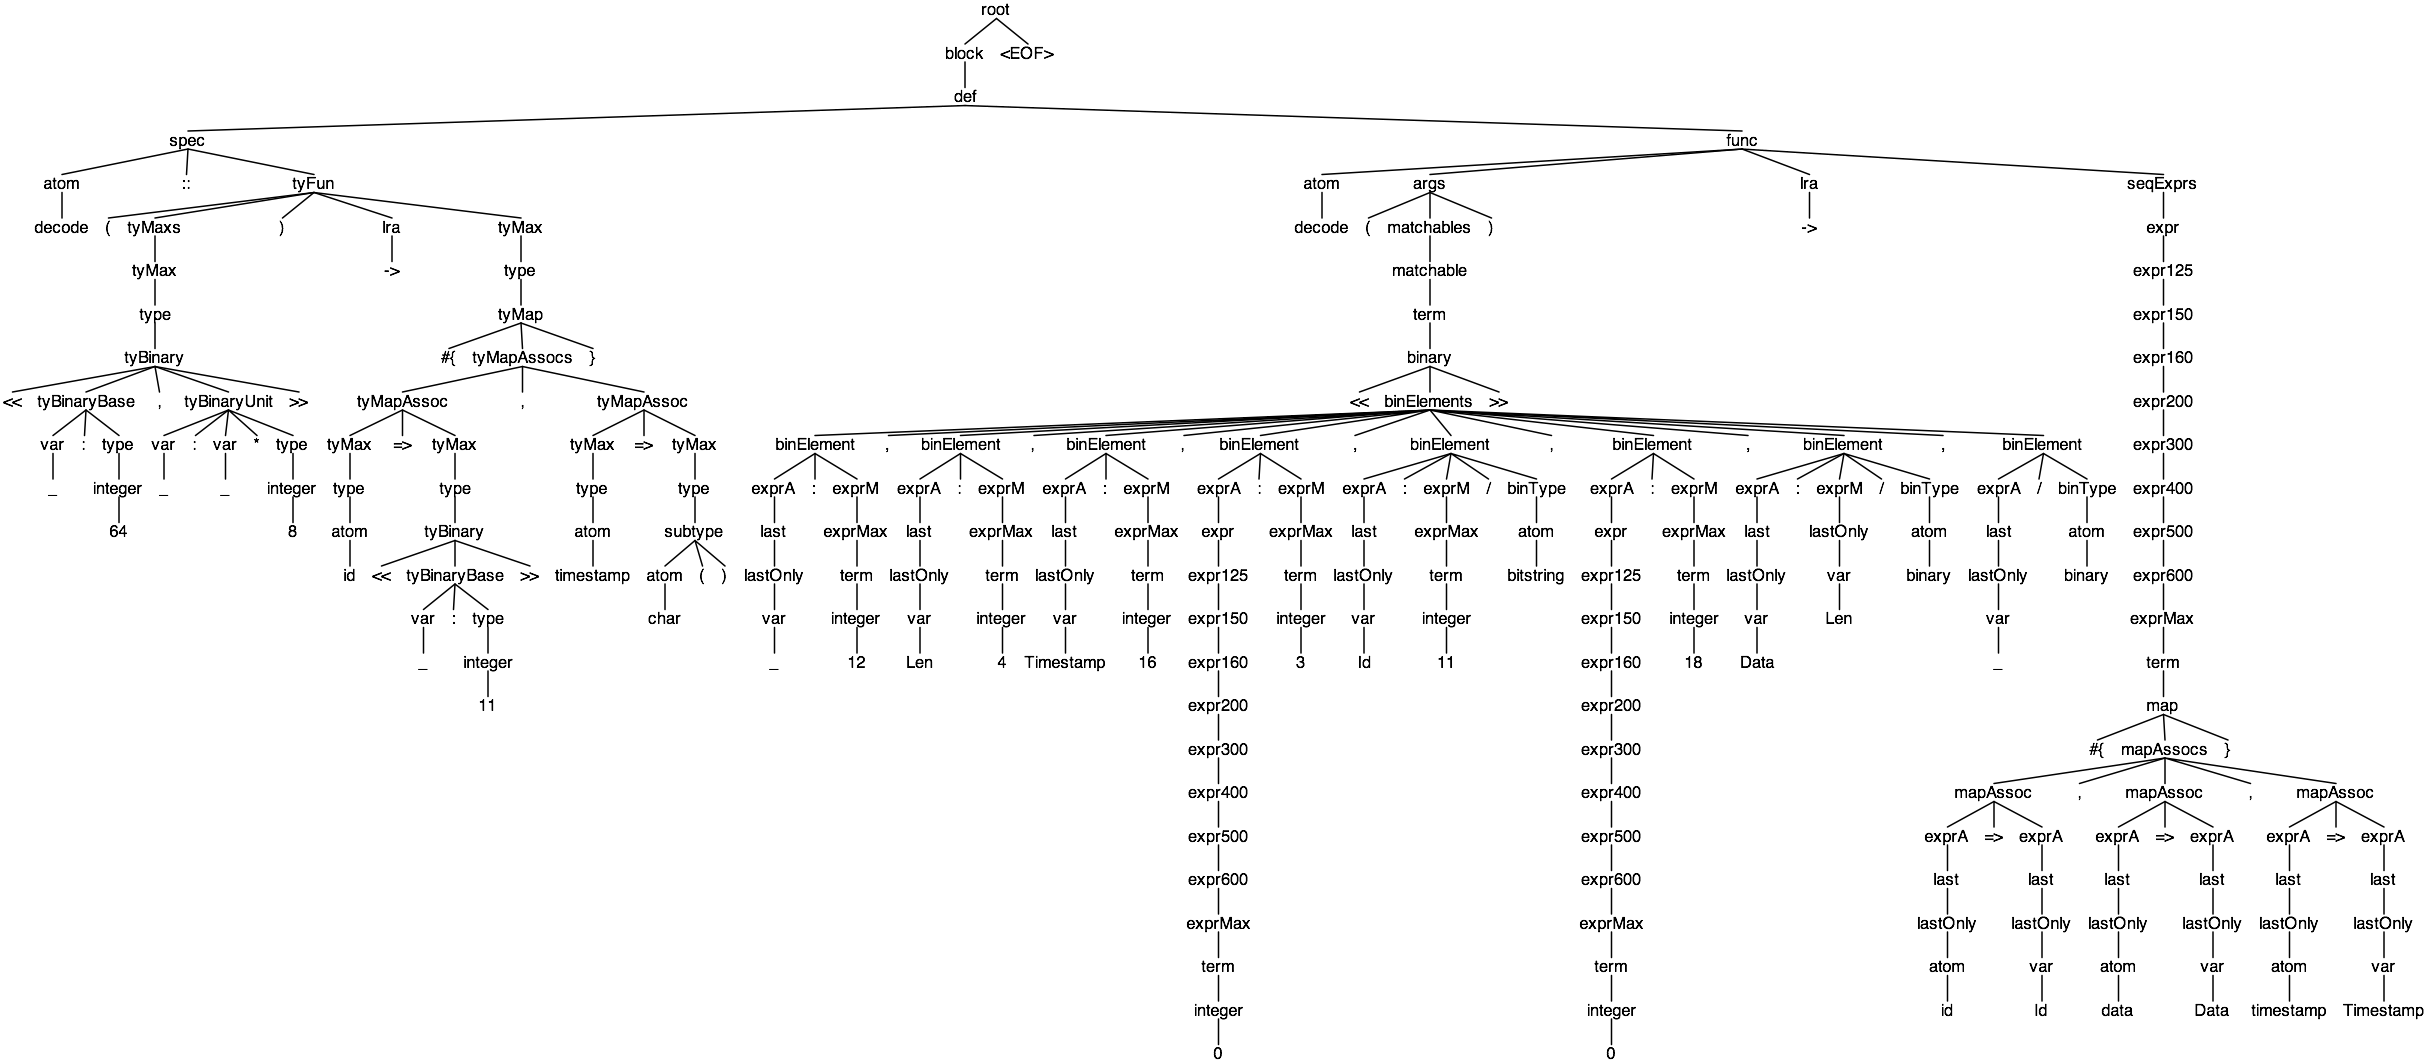 root
block <EOF>
def
spec func
atom :: tyFun atom args lra seqExprs
decode ( tyMaxs ) lra tyMax decode ( matchables ) -> expr
tyMax -> type matchable expr125
type tyMap term expr150
tyBinary #{ tyMapAssocs } binary expr160
<< tyBinaryBase , tyBinaryUnit >> tyMapAssoc , tyMapAssoc << binElements >> expr200
var : type var : var * type tyMax => tyMax tyMax => tyMax binElement , binElement , binElement , binElement , binElement , binElement , binElement , binElement expr300
_ integer _ _ integer type type type type exprA : exprM exprA : exprM exprA : exprM exprA : exprM exprA : exprM / binType exprA : exprM exprA : exprM / binType exprA / binType expr400
64 8 atom tyBinary atom subtype last exprMax last exprMax last exprMax expr exprMax last exprMax atom expr exprMax last lastOnly atom last atom expr500
id << tyBinaryBase >> timestamp atom ( ) lastOnly term lastOnly term lastOnly term expr125 term lastOnly term bitstring expr125 term lastOnly var binary lastOnly binary expr600
var : type char var integer var integer var integer expr150 integer var integer expr150 integer var Len var exprMax
_ integer _ 12 Len 4 Timestamp 16 expr160 3 Id 11 expr160 18 Data _ term
11 expr200 expr200 map
expr300 expr300 #{ mapAssocs }
expr400 expr400 mapAssoc , mapAssoc , mapAssoc
expr500 expr500 exprA => exprA exprA => exprA exprA => exprA
expr600 expr600 last last last last last last
exprMax exprMax lastOnly lastOnly lastOnly lastOnly lastOnly lastOnly
term term atom var atom var atom var
integer integer id Id data Data timestamp Timestamp
0 0